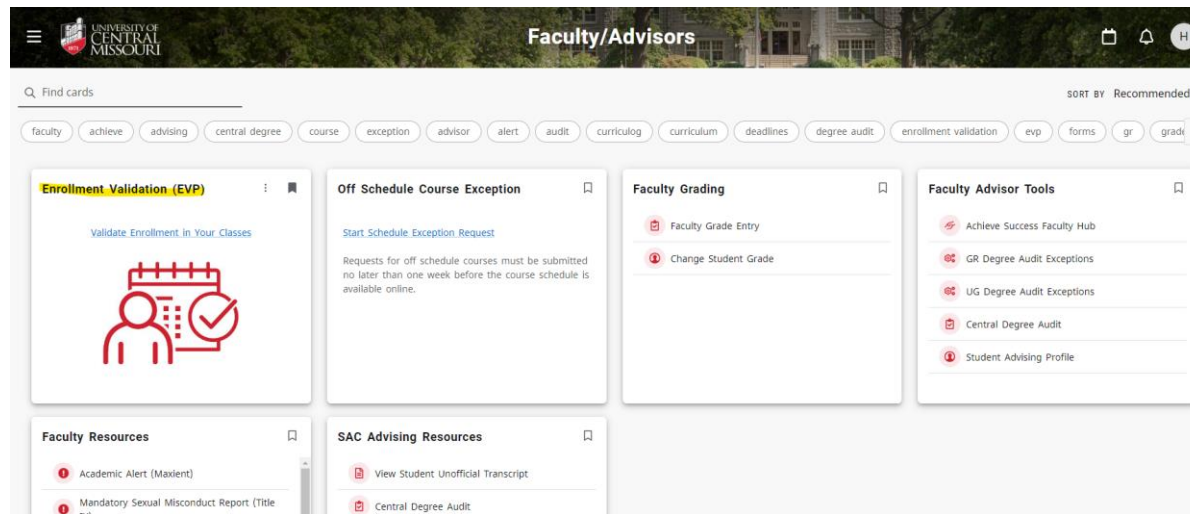 UNIVERSITY OF
CENTRAL
MISSOURI
Faculty/Advisors
H
Find cards
SORT BY Recommended
faculty achieve advising central degree course exception advisor alert audit curriculog curriculum deadlines degree audit enrollment validation evp forms gr grade
Enrollment Validation (EVP)
Validate Enrollment in Your Classes
Off Schedule Course Exception
Start Schedule Exception Request
Requests for off schedule courses must be submitted
no later than one week before the course schedule is
available online.
Faculty Grading
Faculty Grade Entry
Change Student Grade
Faculty Advisor Tools
Achieve Success Faculty Hub
GR Degree Audit Exceptions
UG Degree Audit Exceptions
Central Degree Audit
Student Advising Profile
Faculty Resources
Academic Alert (Maxient)
Mandatory Sexual Misconduct Report (Title
SAC Advising Resources
View Student Unofficial Transcript
Central Degree Audit